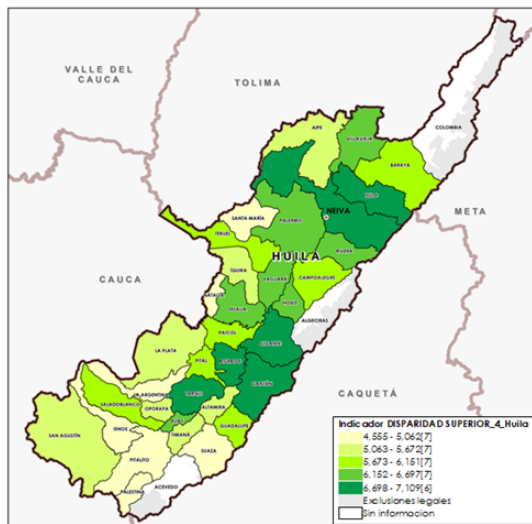 VALLE DEL
CAUCA
TOLIMA
COLOMBIA
AIPE
VILLAVIEJA
BARAYA
TELLO
NEIVA
META
SANTA MARÍA
PALERMO
TERUEL
RIVERA
HUILA
ÍQUIRA
CAMPOALEGRE
YAGUARÁ
CAUCA
NÁTAGA
TESALIA
HOBO
ALGECIRAS
PAICOL
GIGANTE
LA PLATA
PITAL
AGRADO
GARZÓN
CAQUETÁ
LA ARGENTINA
TARQUI
SALADOBLANCO
OPORAPA
ALTAMIRA
ELÍAS
GUADALUPE
SAN AGUSTÍN
ISNOS
TIMANÁ
SUAZA
PITALITO
PALESTINA
ACEVEDO
Indicador DISPARIDAD SUPERIOR_4_Huila
4,555 - 5,062[7]
5,063 - 5,672[7]
5,673 - 6,151[7]
6,152 - 6,697[7]
6,698 - 7,109[6]
Exclusiones legales
Sin informacion